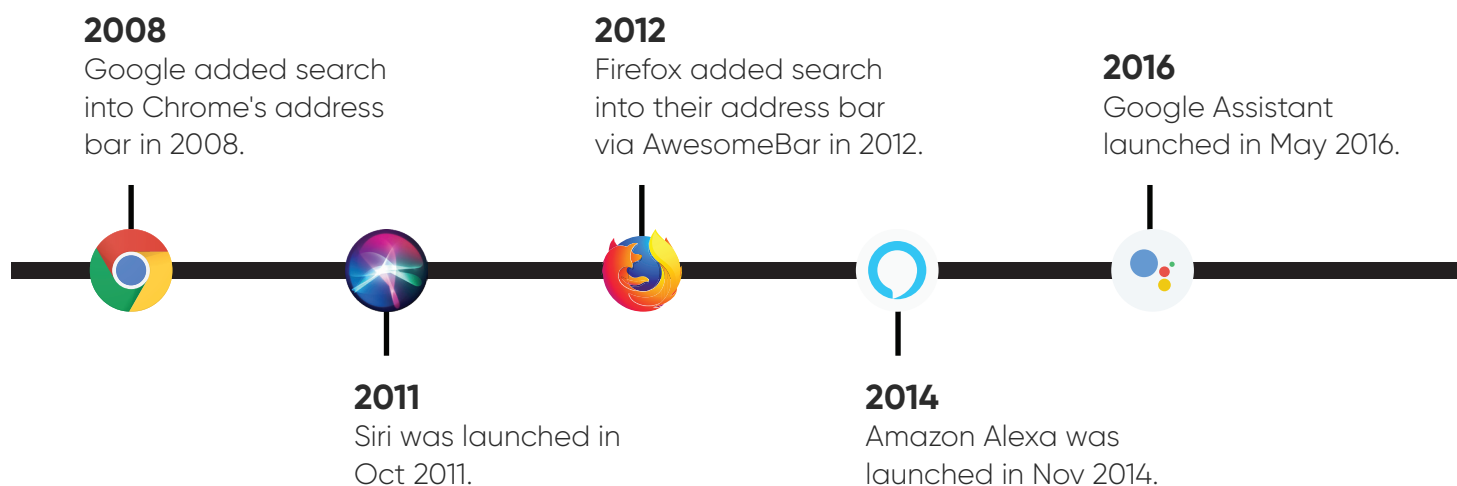 2008
Google added search
into Chrome's address
bar in 2008.
2011
Siri was launched in
Oct 2011.
2012
Firefox added search
into their address bar
via AwesomeBar in 2012.
2014
Amazon Alexa was
launched in Nov 2014.
2016
Google Assistant
launched in May 2016.